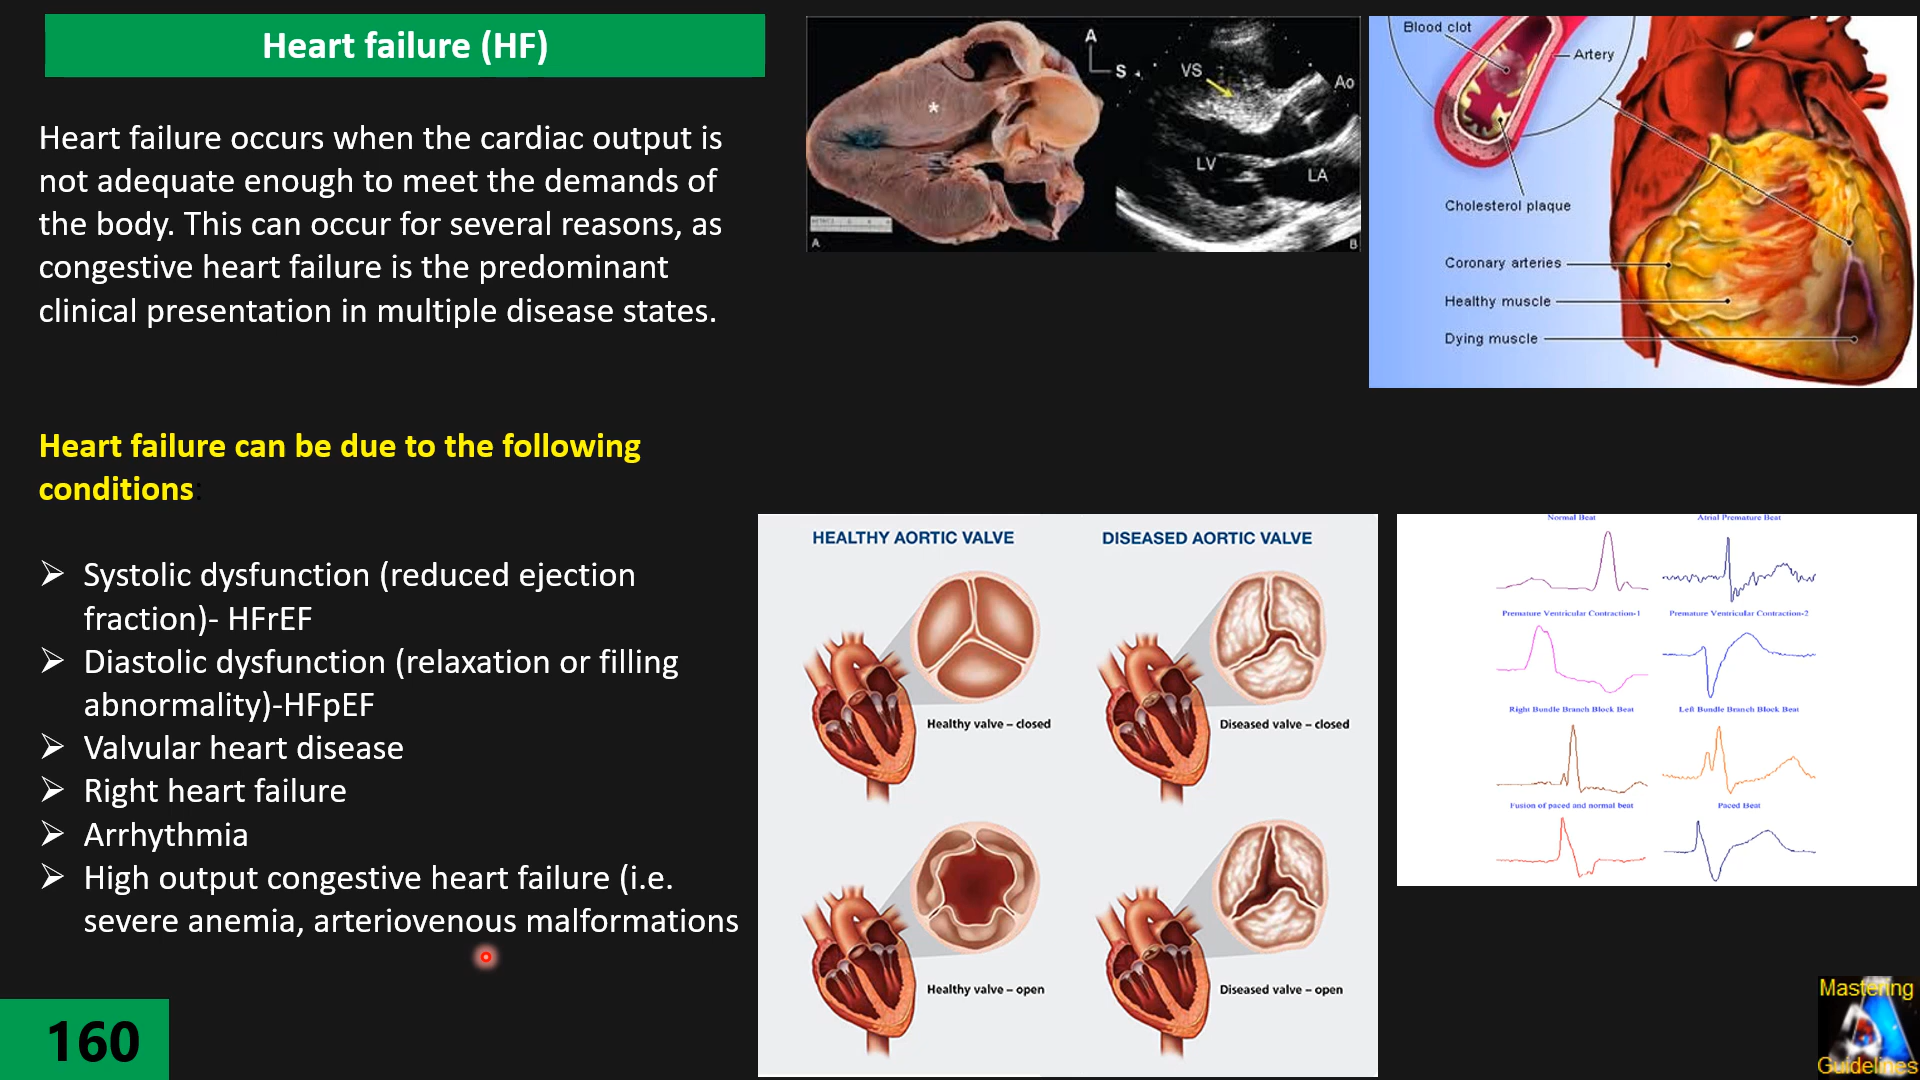 Heart failure (HF)
Heart failure occurs when the cardiac output is
not adequate enough to meet the demands of
the body. This can occur for several reasons, as
congestive heart failure is the predominant
clinical presentation in multiple disease states.
Heart failure can be due to the following
conditions:
➢ Systolic dysfunction (reduced ejection
fraction)- HFrEF
➢ Diastolic dysfunction (relaxation or filling
abnormality)-HFpEF
➢ Valvular heart disease
➢ Right heart failure
➢ Arrhythmia
➢ High output congestive heart failure (i.e.
severe anemia, arteriovenous malformations
160
A
S
VS
Ao
LV
LA
A
B
Blood clot
Artery
Cholesterol plaque
Coronary arteries
Healthy muscle
Dying muscle
HEALTHY AORTIC VALVE
DISEASED AORTIC VALVE
Healthy valve – closed
Diseased valve – closed
Healthy valve – open
Diseased valve – open
Normal Beat
Atrial Premature Beat
Premature Ventricular Contraction-1
Premature Ventricular Contraction-2
Right Bundle Branch Block Beat
Left Bundle Branch Block Beat
Fusion of paced and normal beat
Paced Beat
Mastering
Guidelines